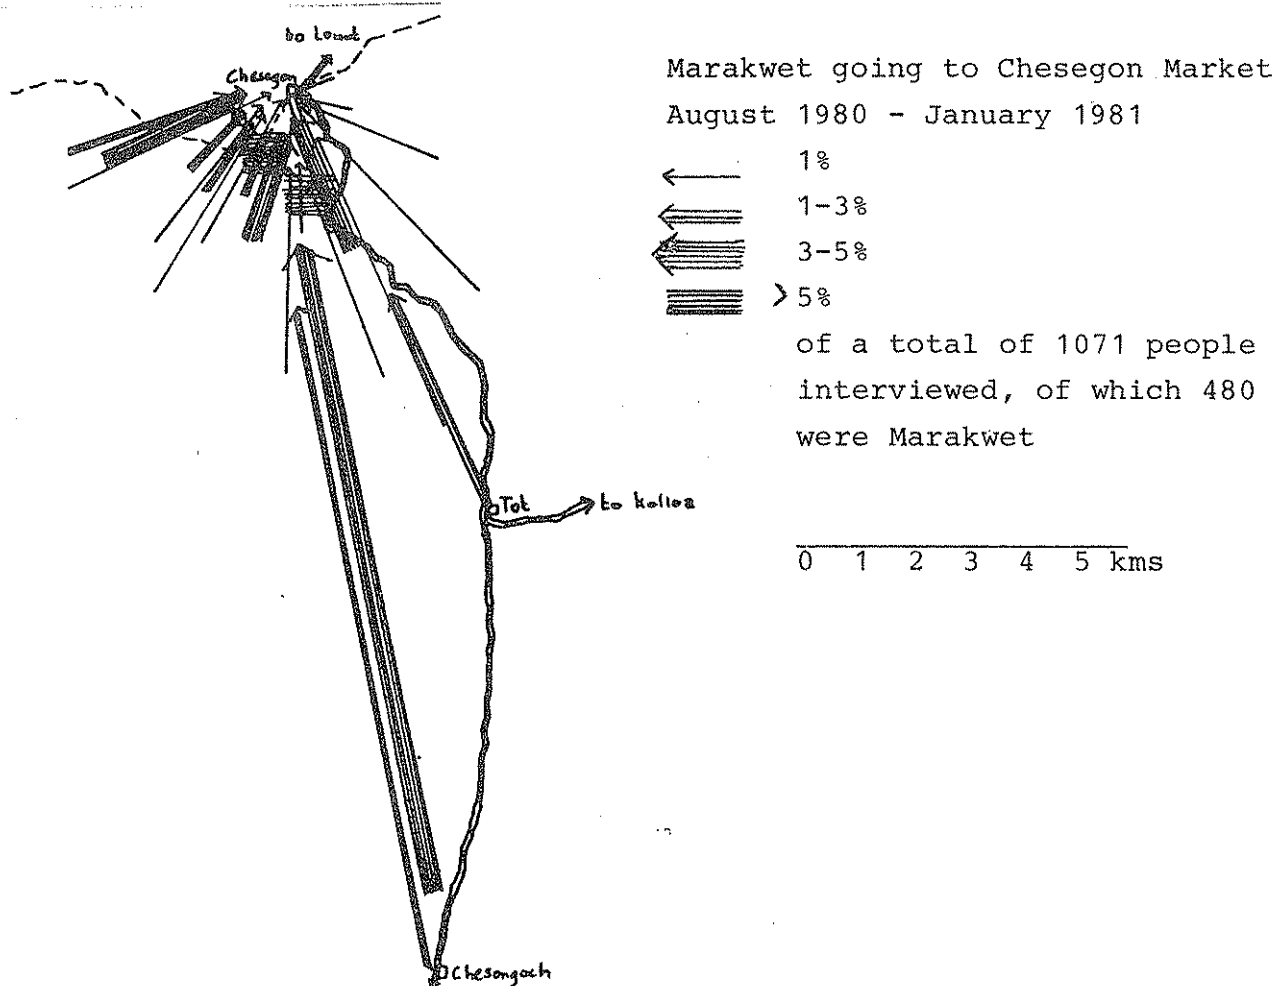 to Lomut
Chesegon
Marakwet going to Chesegon Market
August 1980 - January 1981
1%
1-3%
3-5%
>5%
of a total of 1071 people
interviewed, of which 480
were Marakwet
Tot
to kolloa
0 1 2 3 4 5 kms
Chesongoch